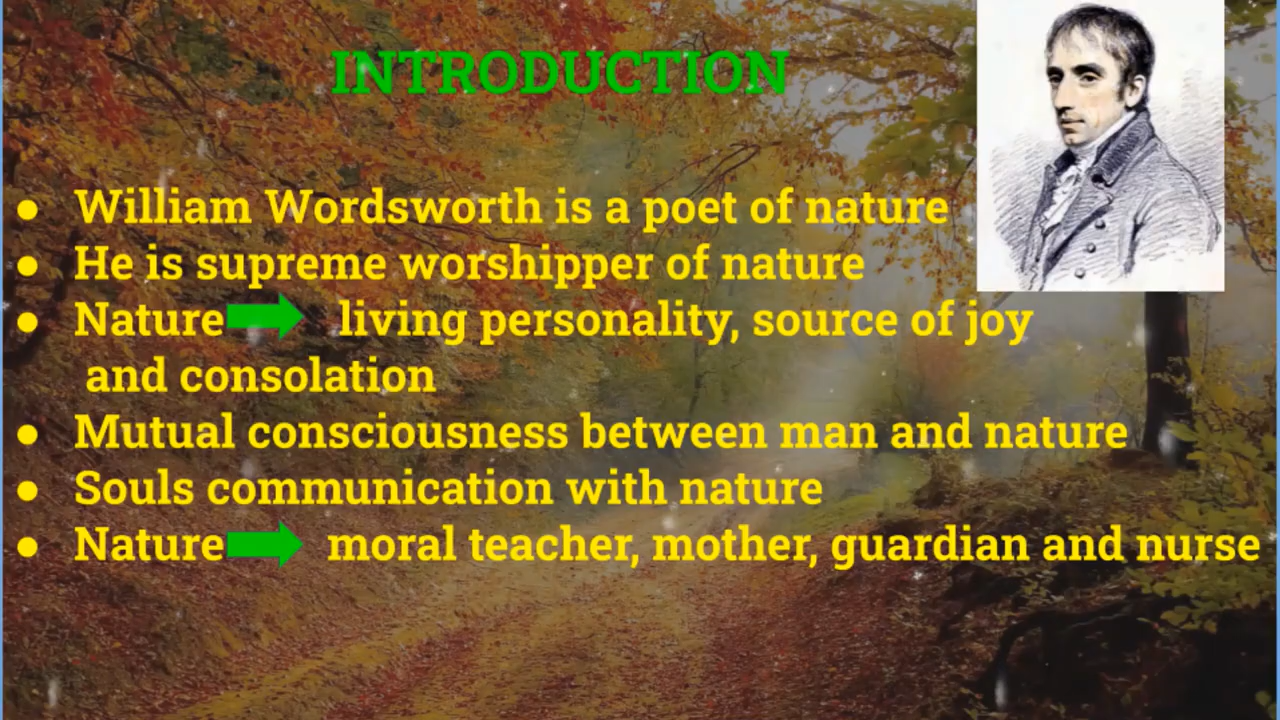 INTRODUCTION
● William Wordsworth is a poet of nature
● He is supreme worshipper of nature
● Nature living personality, source of joy
and consolation
● Mutual consciousness between man and nature
● Souls communication with nature
● Nature moral teacher, mother, guardian and nurse